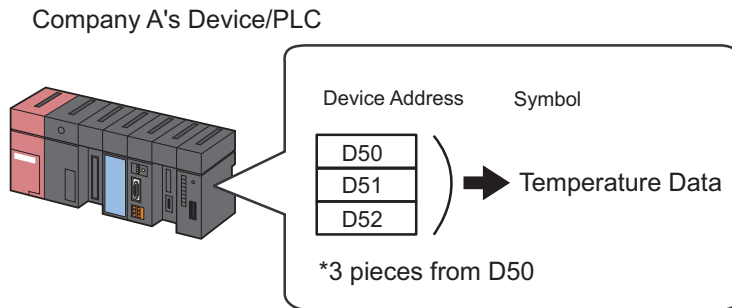 Company A's Device/PLC
Device Address Symbol
D50
D51
D52
Temperature Data
*3 pieces from D50